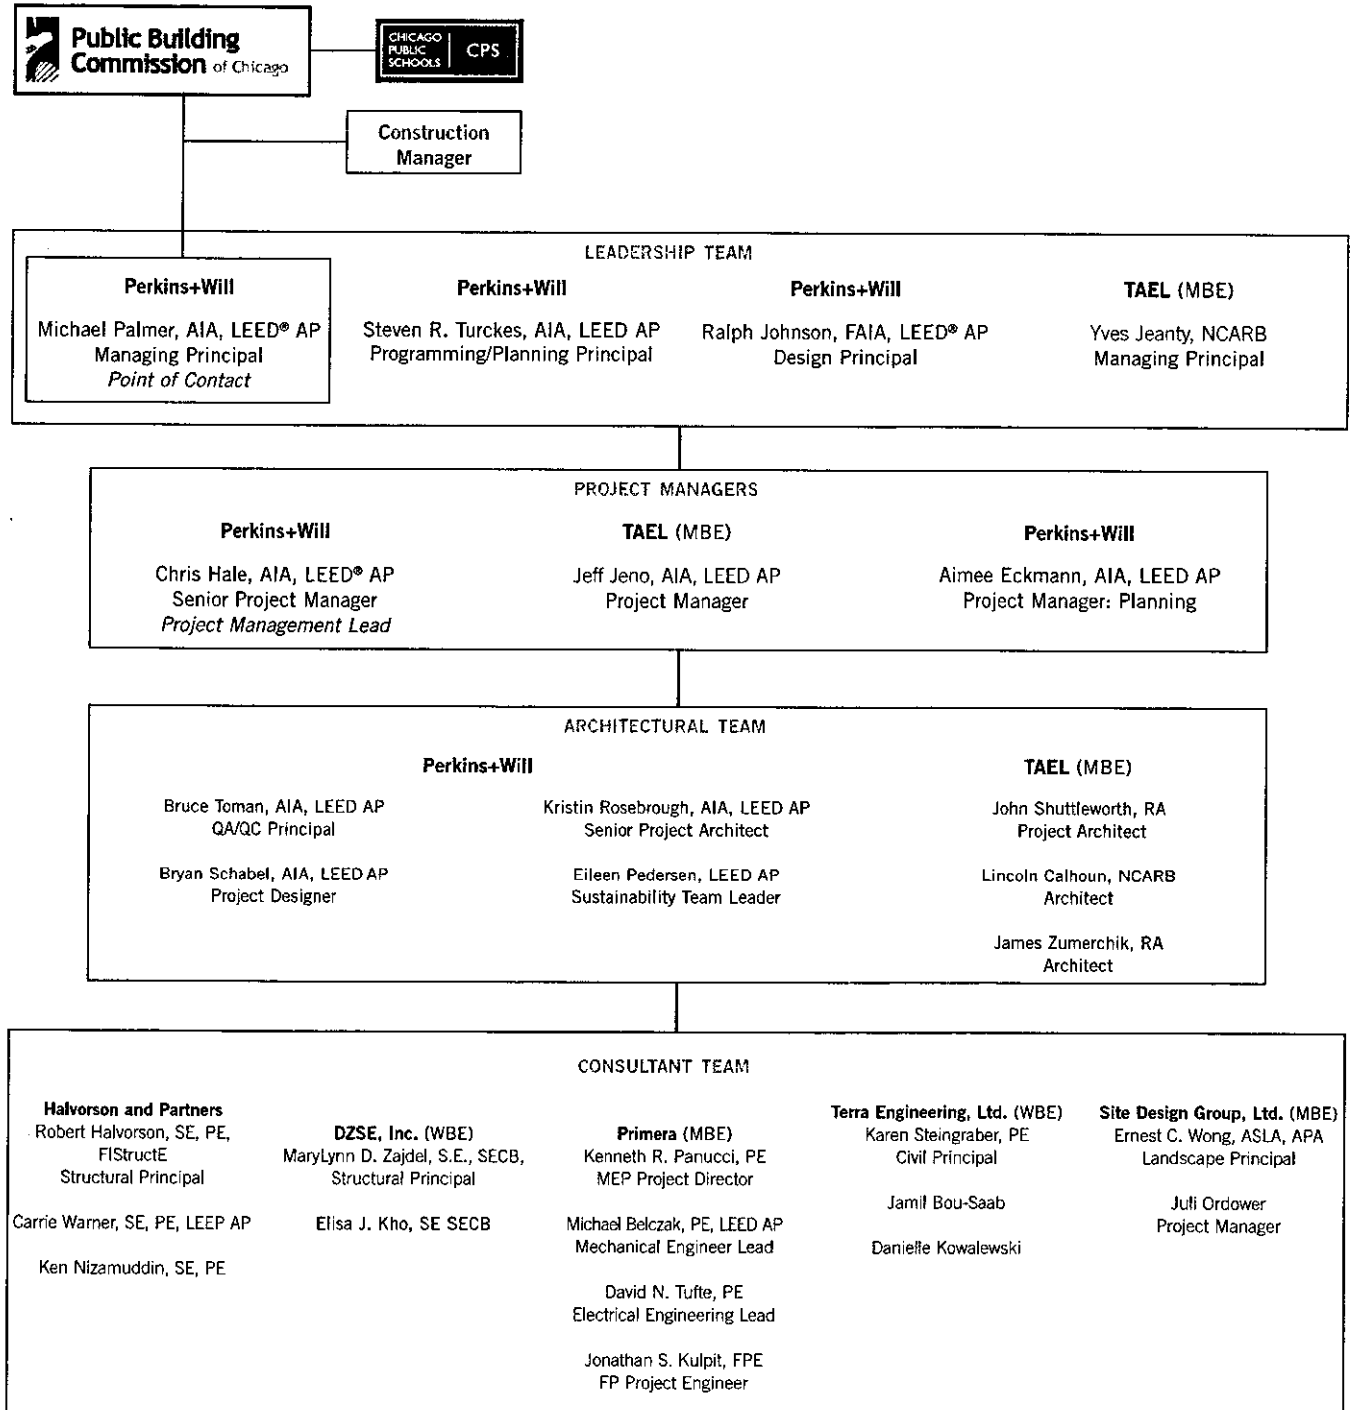 Public Building
Commission of Chicago
CHICAGO
PUBLIC
SCHOOLS
CPS
Construction
Manager
LEADERSHIP TEAM
Perkins+Will
Michael Palmer, AIA, LEED® AP
Managing Principal
Point of Contact
Perkins+Will
Steven R. Turckes, AIA, LEED AP
Programming/Planning Principal
Perkins+Will
Ralph Johnson, FAIA, LEED® AP
Design Principal
TAEL (MBE)
Yves Jeanty, NCARB
Managing Principal
PROJECT MANAGERS
Perkins+Will
Chris Hale, AIA, LEED® AP
Senior Project Manager
Project Management Lead
TAEL (MBE)
Jeff Jeno, AIA, LEED AP
Project Manager
Perkins+Will
Aimee Eckmann, AIA, LEED AP
Project Manager: Planning
ARCHITECTURAL TEAM
Perkins+Will
Bruce Toman, AIA, LEED AP
QA/QC Principal
Bryan Schabel, AIA, LEED AP
Project Designer
Kristin Rosebrough, AIA, LEED AP
Senior Project Architect
Eileen Pedersen, LEED AP
Sustainability Team Leader
TAEL (MBE)
John Shuttleworth, RA
Project Architect
Lincoln Calhoun, NCARB
Architect
James Zumerchik, RA
Architect
CONSULTANT TEAM
Halvorson and Partners
Robert Halvorson, SE, PE,
FIStructE
Structural Principal
Carrie Warner, SE, PE, LEEP AP
Ken Nizamuddin, SE, PE
DZSE, Inc. (WBE)
MaryLynn D. Zajdel, S.E., SECB,
Structural Principal
Elisa J. Kho, SE SECB
Primera (MBE)
Kenneth R. Panucci, PE
MEP Project Director
Michael Belczak, PE, LEED AP
Mechanical Engineer Lead
David N. Tufte, PE
Electrical Engineering Lead
Jonathan S. Kulpit, FPE
FP Project Engineer
Terra Engineering, Ltd. (WBE)
Karen Steingraber, PE
Civil Principal
Jamil Bou-Saab
Danielle Kowalewski
Site Design Group, Ltd. (MBE)
Ernest C. Wong, ASLA, APA
Landscape Principal
Juli Ordower
Project Manager